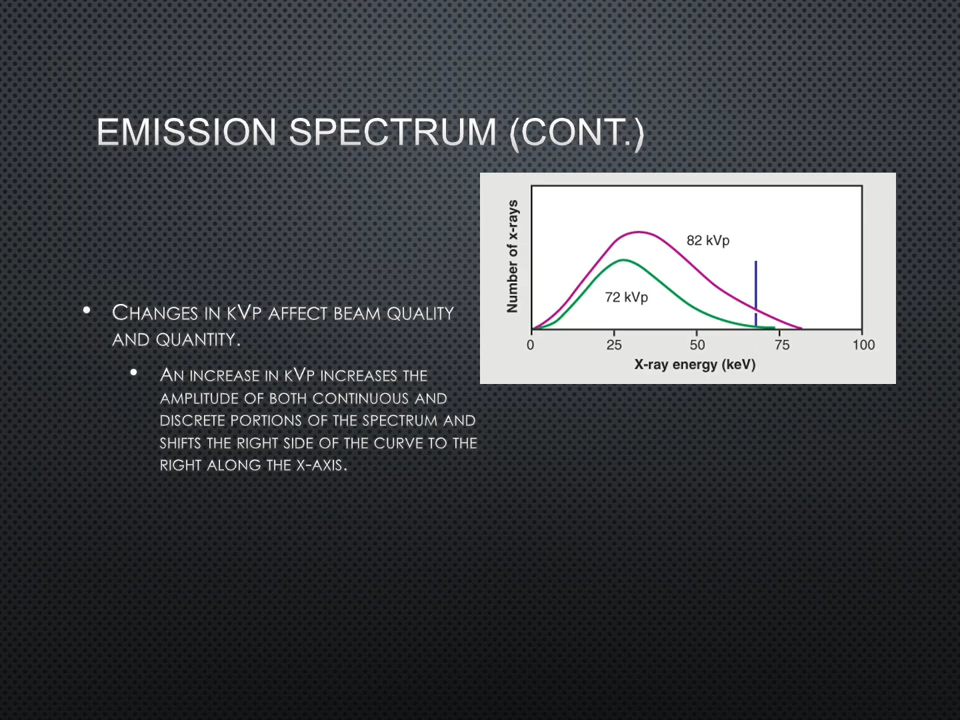 EMISSION SPECTRUM (CONT.)
Number of x-rays
82 kVp
72 kVp
0 25 50 75 100
X-ray energy (keV)
• CHANGES IN KVP AFFECT BEAM QUALITY
AND QUANTITY.
• AN INCREASE IN KVP INCREASES THE
AMPLITUDE OF BOTH CONTINUOUS AND
DISCRETE PORTIONS OF THE SPECTRUM AND
SHIFTS THE RIGHT SIDE OF THE CURVE TO THE
RIGHT ALONG THE X-AXIS.